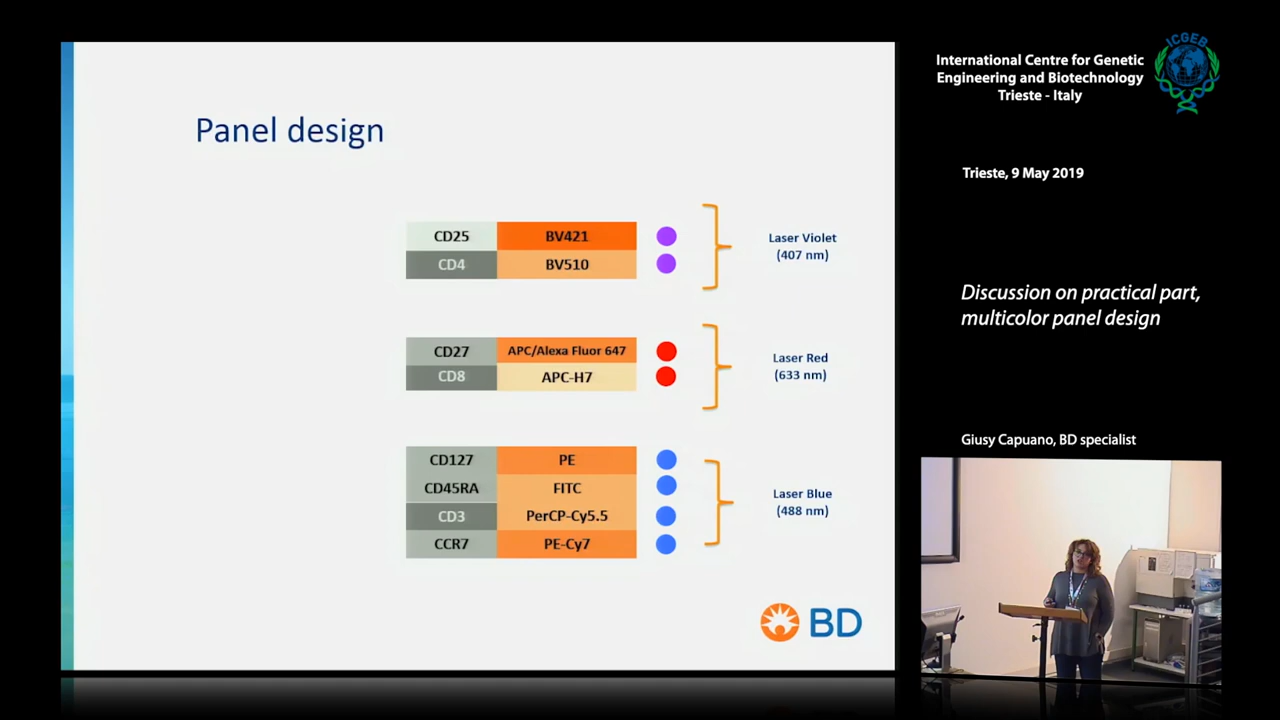 Panel design
CD25 BV421
CD4 BV510
Laser Violet
(407 nm)
CD27 APC/Alexa Fluor 647
CD8 APC-H7
Laser Red
(633 nm)
CD127 PE
CD45RA FITC
CD3 PerCP-Cy5.5
CCR7 PE-Cy7
Laser Blue
(488 nm)
BD
International Centre for Genetic
Engineering and Biotechnology
Trieste - Italy
ICGEB
Trieste, 9 May 2019
Discussion on practical part,
multicolor panel design
Giusy Capuano, BD specialist